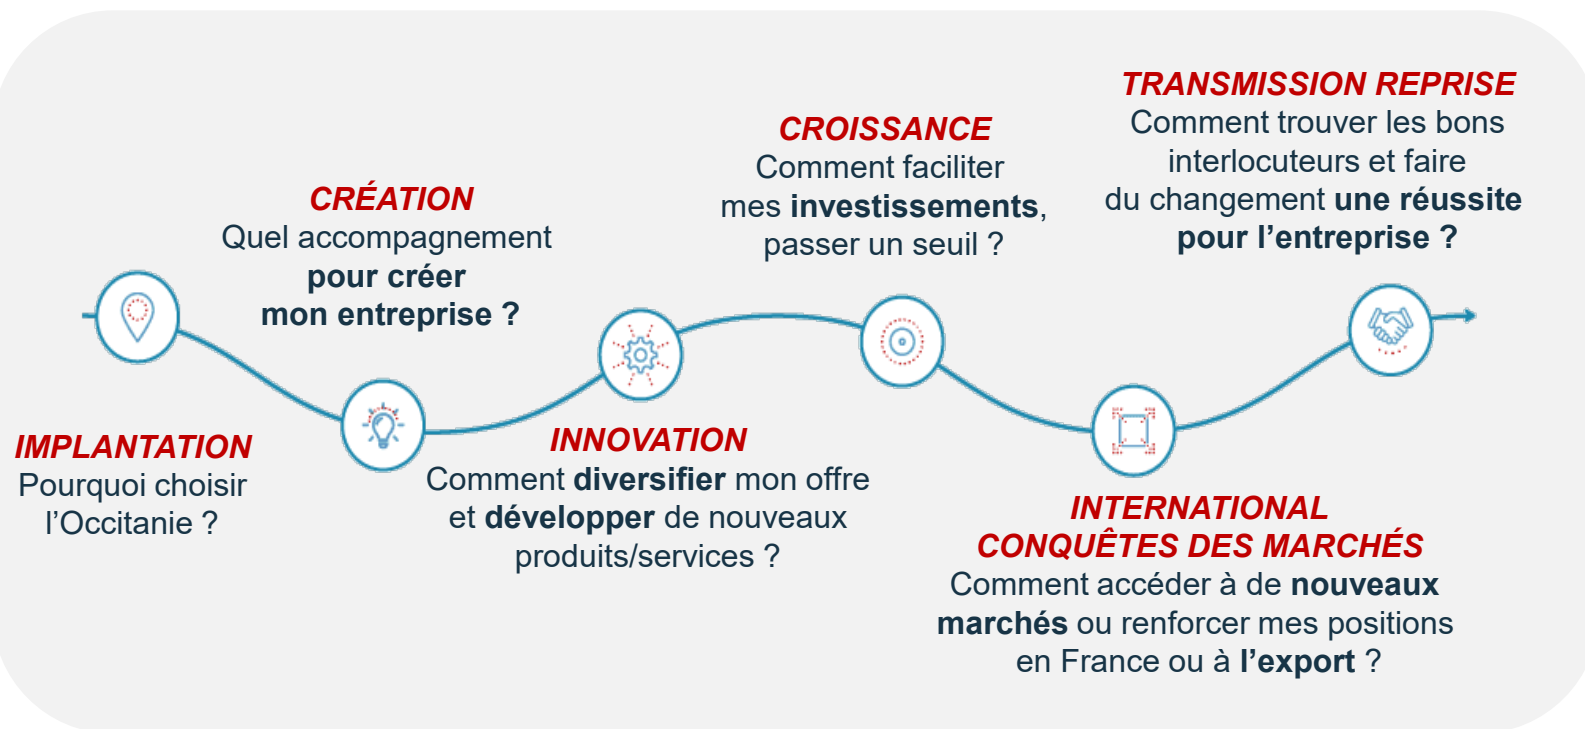 IMPLANTATION
Pourquoi choisir
l’Occitanie ?
CRÉATION
Quel accompagnement
pour créer
mon entreprise ?
INNOVATION
Comment diversifier mon offre
et développer de nouveaux
produits/services ?
CROISSANCE
Comment faciliter
mes investissements,
passer un seuil ?
INTERNATIONAL
CONQUÊTES DES MARCHÉS
Comment accéder à de nouveaux
marchés ou renforcer mes positions
en France ou à l’export ?
TRANSMISSION REPRISE
Comment trouver les bons
interlocuteurs et faire
du changement une réussite
pour l’entreprise ?